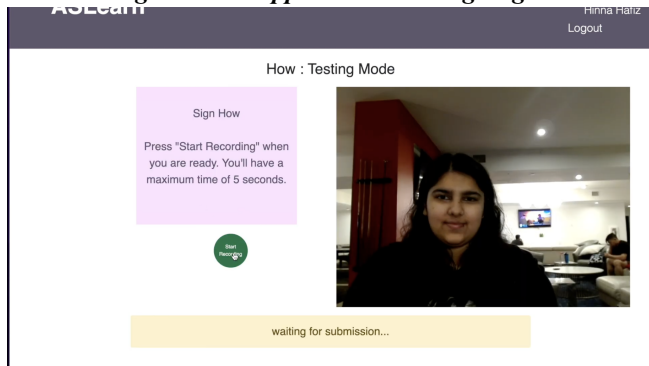 ASLearn
Hinna Hafiz
Logout
How : Testing Mode
Sign How
Press "Start Recording" when
you are ready. You'll have a
maximum time of 5 seconds.
Start
Recording
waiting for submission...